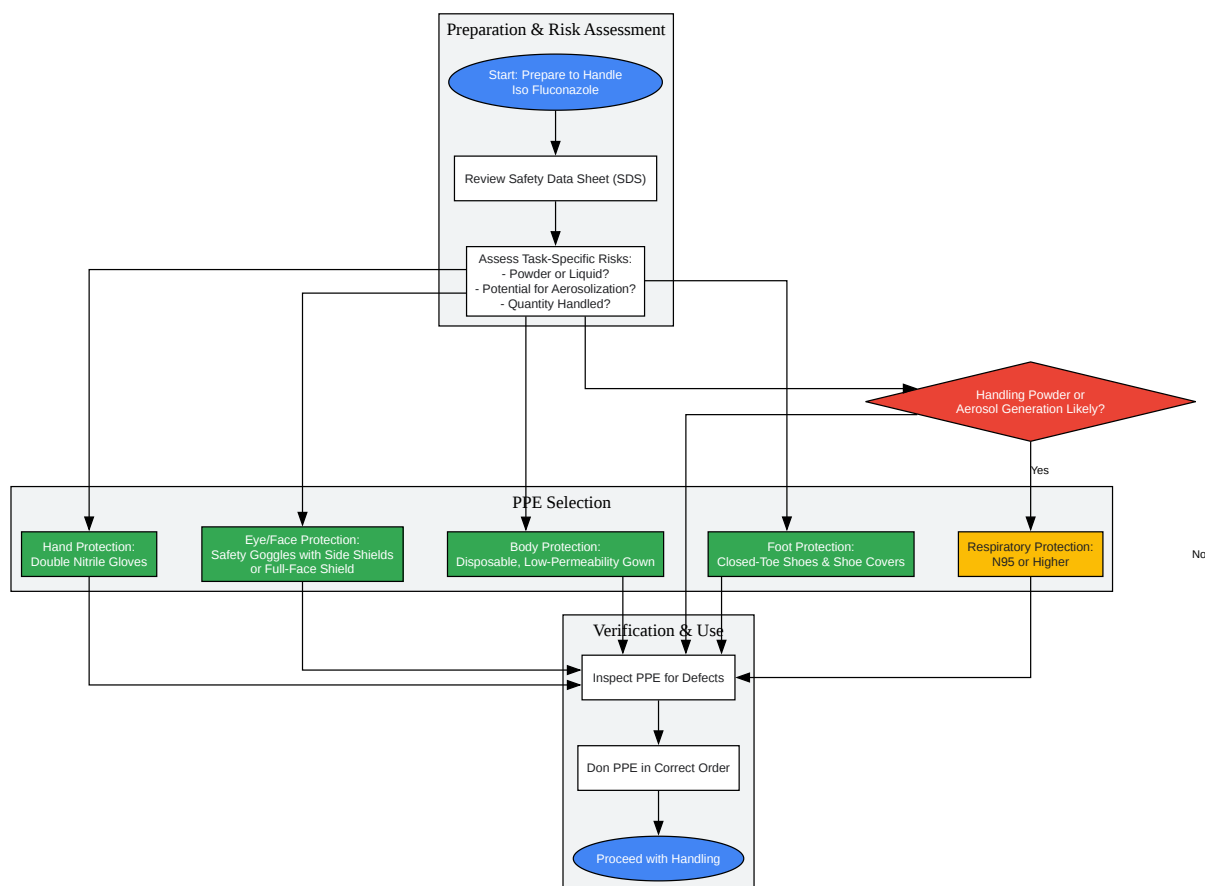 Preparation & Risk Assessment
Start: Prepare to Handle
Iso Fluconazole
Review Safety Data Sheet (SDS)
Assess Task-Specific Risks:
- Powder or Liquid?
- Potential for Aerosolization?
- Quantity Handled?
Handling Powder or
Aerosol Generation Likely?
Yes
No
PPE Selection
Hand Protection:
Double Nitrile Gloves
Eye/Face Protection:
Safety Goggles with Side Shields
or Full-Face Shield
Body Protection:
Disposable, Low-Permeability Gown
Foot Protection:
Closed-Toe Shoes & Shoe Covers
Respiratory Protection:
N95 or Higher
Verification & Use
Inspect PPE for Defects
Don PPE in Correct Order
Proceed with Handling